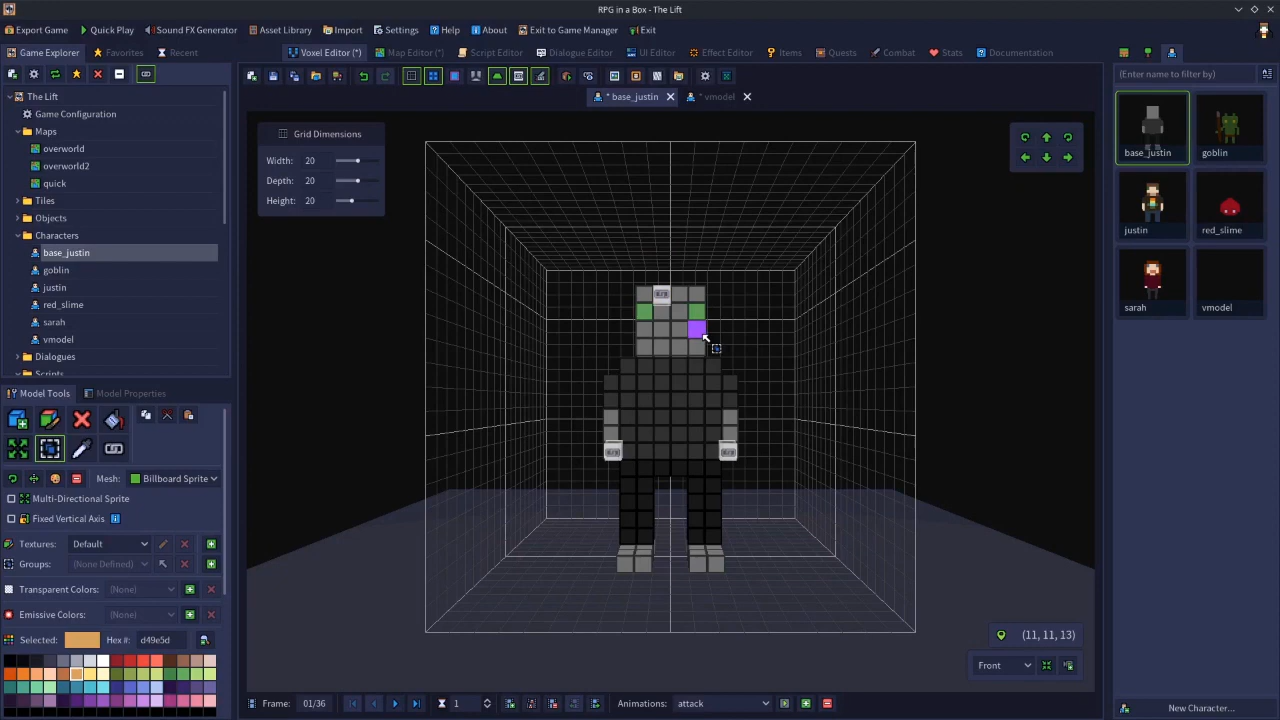 RPG in a Box - The Lift
Export Game
Quick Play
Sound FX Generator
Asset Library
Import
Settings
Help
About
Exit to Game Manager
Exit
Game Explorer
Favorites
Recent
Voxel Editor (*)
Map Editor (*)
Script Editor
Dialogue Editor
UI Editor
Effect Editor
Items
Quests
Combat
Stats
Documentation
(Enter name to filter by)
* base_justin
* vmodel
The Lift
Game Configuration
Maps
overworld
overworld2
quick
Tiles
Objects
Characters
base_justin
goblin
justin
red_slime
sarah
vmodel
Dialogues
Scripts
Grid Dimensions
Width: 20
Depth: 20
Height: 20
base_justin
goblin
justin
red_slime
sarah
vmodel
Model Tools
Model Properties
Mesh: Billboard Sprite
Multi-Directional Sprite
Fixed Vertical Axis
Textures: Default
Groups: (None Defined)
Transparent Colors: (None)
Emissive Colors: (None)
Selected: Hex #: d49e5d
(11, 11, 13)
Front
Frame: 01/36
1
Animations: attack
New Character...